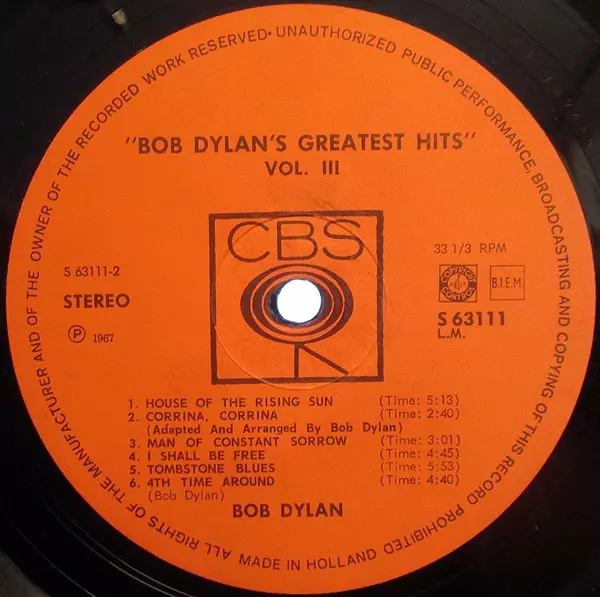 ALL RIGHTS OF THE MANUFACTURER AND OF THE OWNER OF THE RECORDED WORK RESERVED · UNAUTHORIZED PUBLIC PERFORMANCE, BROADCASTING AND COPYING OF THIS RECORD PROHIBITED
"BOB DYLAN'S GREATEST HITS"
VOL. III
CBS
33 1/3 RPM
S 63111-2
STEREO
COPYRIGHT CONTROL
B.I.E.M
S 63111
L.M.
℗ 1967
1. HOUSE OF THE RISING SUN (Time: 5:13)
2. CORRINA, CORRINA (Time: 2:40)
(Adapted And Arranged By Bob Dylan)
3. MAN OF CONSTANT SORROW (Time: 3:01)
4. I SHALL BE FREE (Time: 4:45)
5. TOMBSTONE BLUES (Time: 5:53)
6. 4TH TIME AROUND (Time: 4:40)
(Bob Dylan)
BOB DYLAN
MADE IN HOLLAND